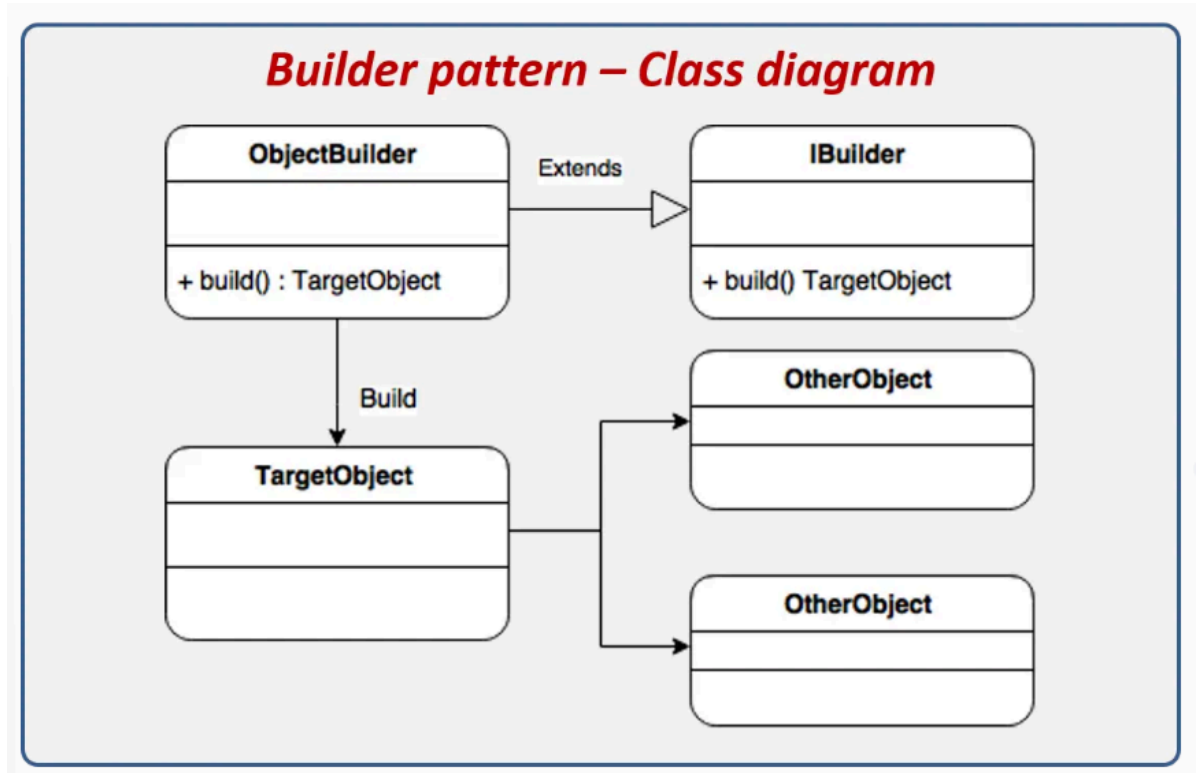 Builder pattern – Class diagram
ObjectBuilder
+ build() : TargetObject
Extends
IBuilder
+ build() TargetObject
Build
TargetObject
OtherObject
OtherObject